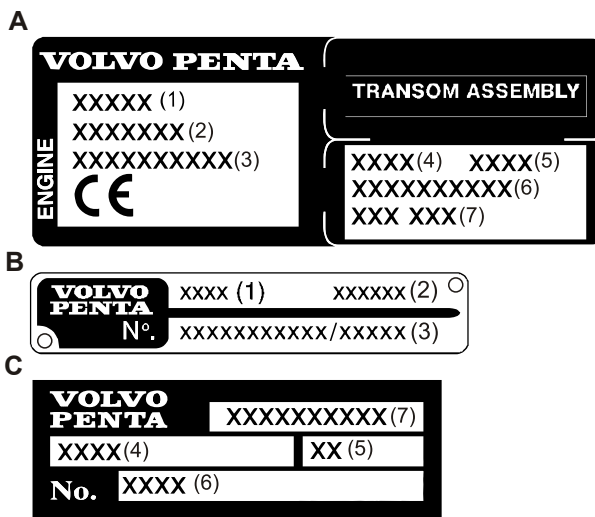 A
VOLVO PENTA
TRANSOM ASSEMBLY
ENGINE
XXXXX (1)
XXXXXXX (2)
XXXXXXXXXX (3)
CE
XXXX (4) XXXX (5)
XXXXXXXXXX (6)
XXX XXX (7)
B
VOLVO
PENTA
Nº.
xxxx (1) xxxxxx (2)
xxxxxxxxxxx/xxxxx (3)
C
VOLVO
PENTA
XXXXXXXXXX (7)
XXXX (4) XX (5)
No. XXXX (6)